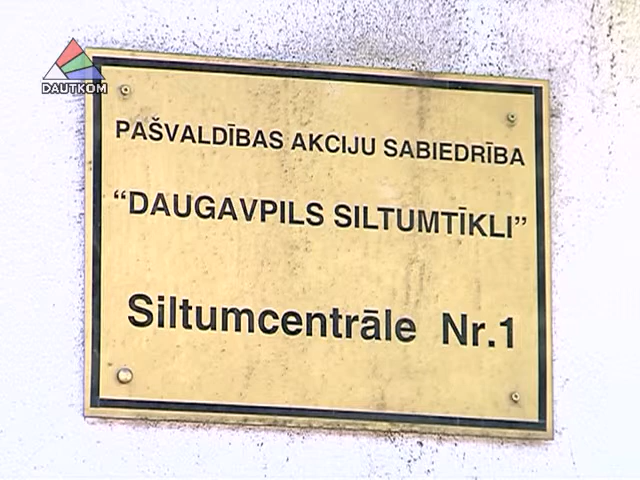 DAUTKOM
PAŠVALDĪBAS AKCIJU SABIEDRĪBA
“DAUGAVPILS SILTUMTĪKLI”
Siltumcentrāle Nr.1